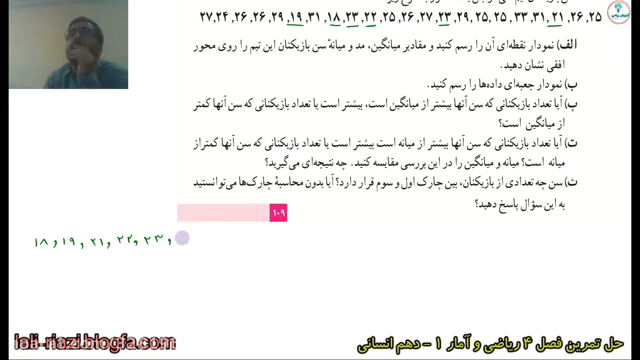 ۲۵, ۲۶, ۲۱, ۳۱, ۳۳, ۲۵, ۲۵, ۲۹, ۲۳, ۲۷, ۲۶, ۲۵, ۲۲, ۲۳, ۱۸, ۳۱, ۱۹, ۲۹, ۲۶, ۲۶, ۲۴, ۲۷
الف) نمودار نقطه‌ای آن را رسم کنید و مقادیر میانگین، مد و میانهٔ سن بازیکنان این تیم را روی محور
افقی نشان دهید.
ب) نمودار جعبه‌ای داده‌ها را رسم کنید.
پ) آیا تعداد بازیکنانی که سن آنها بیشتر از میانگین است، بیشتر است یا تعداد بازیکنانی که سن آنها کمتر
از میانگین است؟
ت) آیا تعداد بازیکنانی که سن آنها بیشتر از میانه است بیشتر است یا تعداد بازیکنانی که سن آنها کمتر از
میانه است؟ میانه و میانگین را در این بررسی مقایسه کنید. چه نتیجه‌ای می‌گیرید؟
ث) سن چه تعدادی از بازیکنان، بین چارک اول و سوم قرار دارد؟ آیا بدون محاسبهٔ چارک‌ها می‌توانستید
به این سؤال پاسخ دهید؟
۱۰۹
۱۸, ۱۹, ۲۱, ۲۲, ۲۳,
lali-riazi.blogfa.com
حل تمرین فصل ۴ ریاضی و آمار ۱ – دهم انسانی